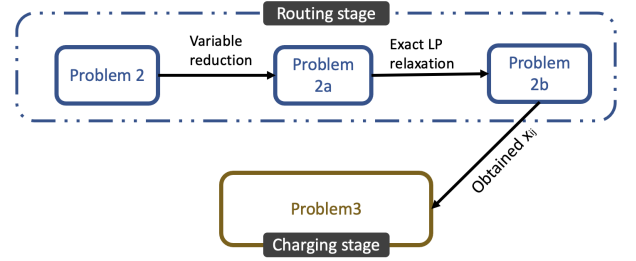 Routing stage
Variable
reduction
Exact LP
relaxation
Problem 2
Problem
2a
Problem
2b
Obtained xij
Problem3
Charging stage